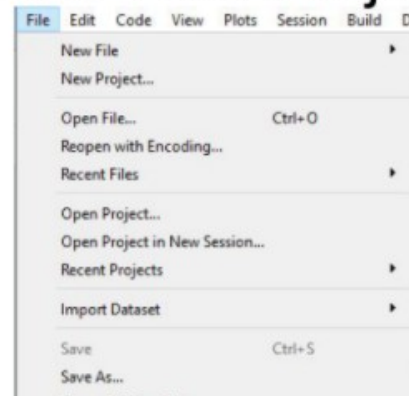 File Edit Code View Plots Session Build
New File
New Project...
Open File... Ctrl+O
Reopen with Encoding...
Recent Files
Open Project...
Open Project in New Session...
Recent Projects
Import Dataset
Save Ctrl+S
Save As...